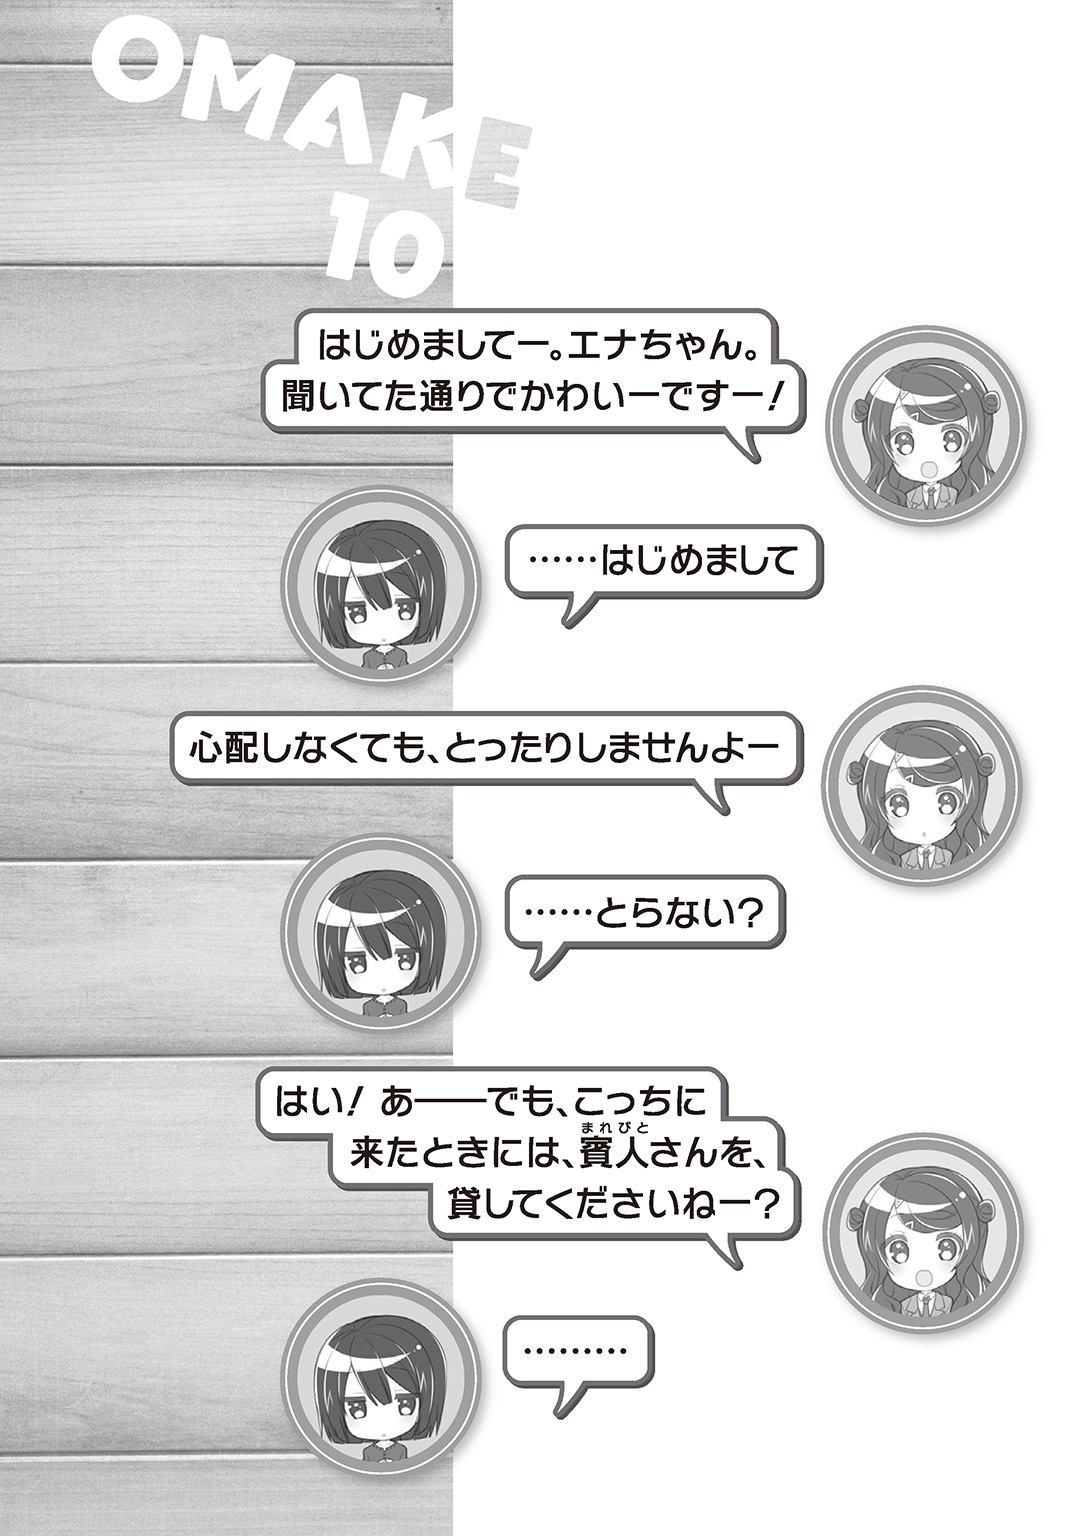 OMAKE
10
はじめましてー。エナちゃん。
聞いてた通りでかわいーですー！
……はじめまして
心配しなくても、とったりしませんよー
……とらない？
はい！ あ――でも、こっちに
まれびと
来たときには、賓人さんを、
貸してくださいねー？
………